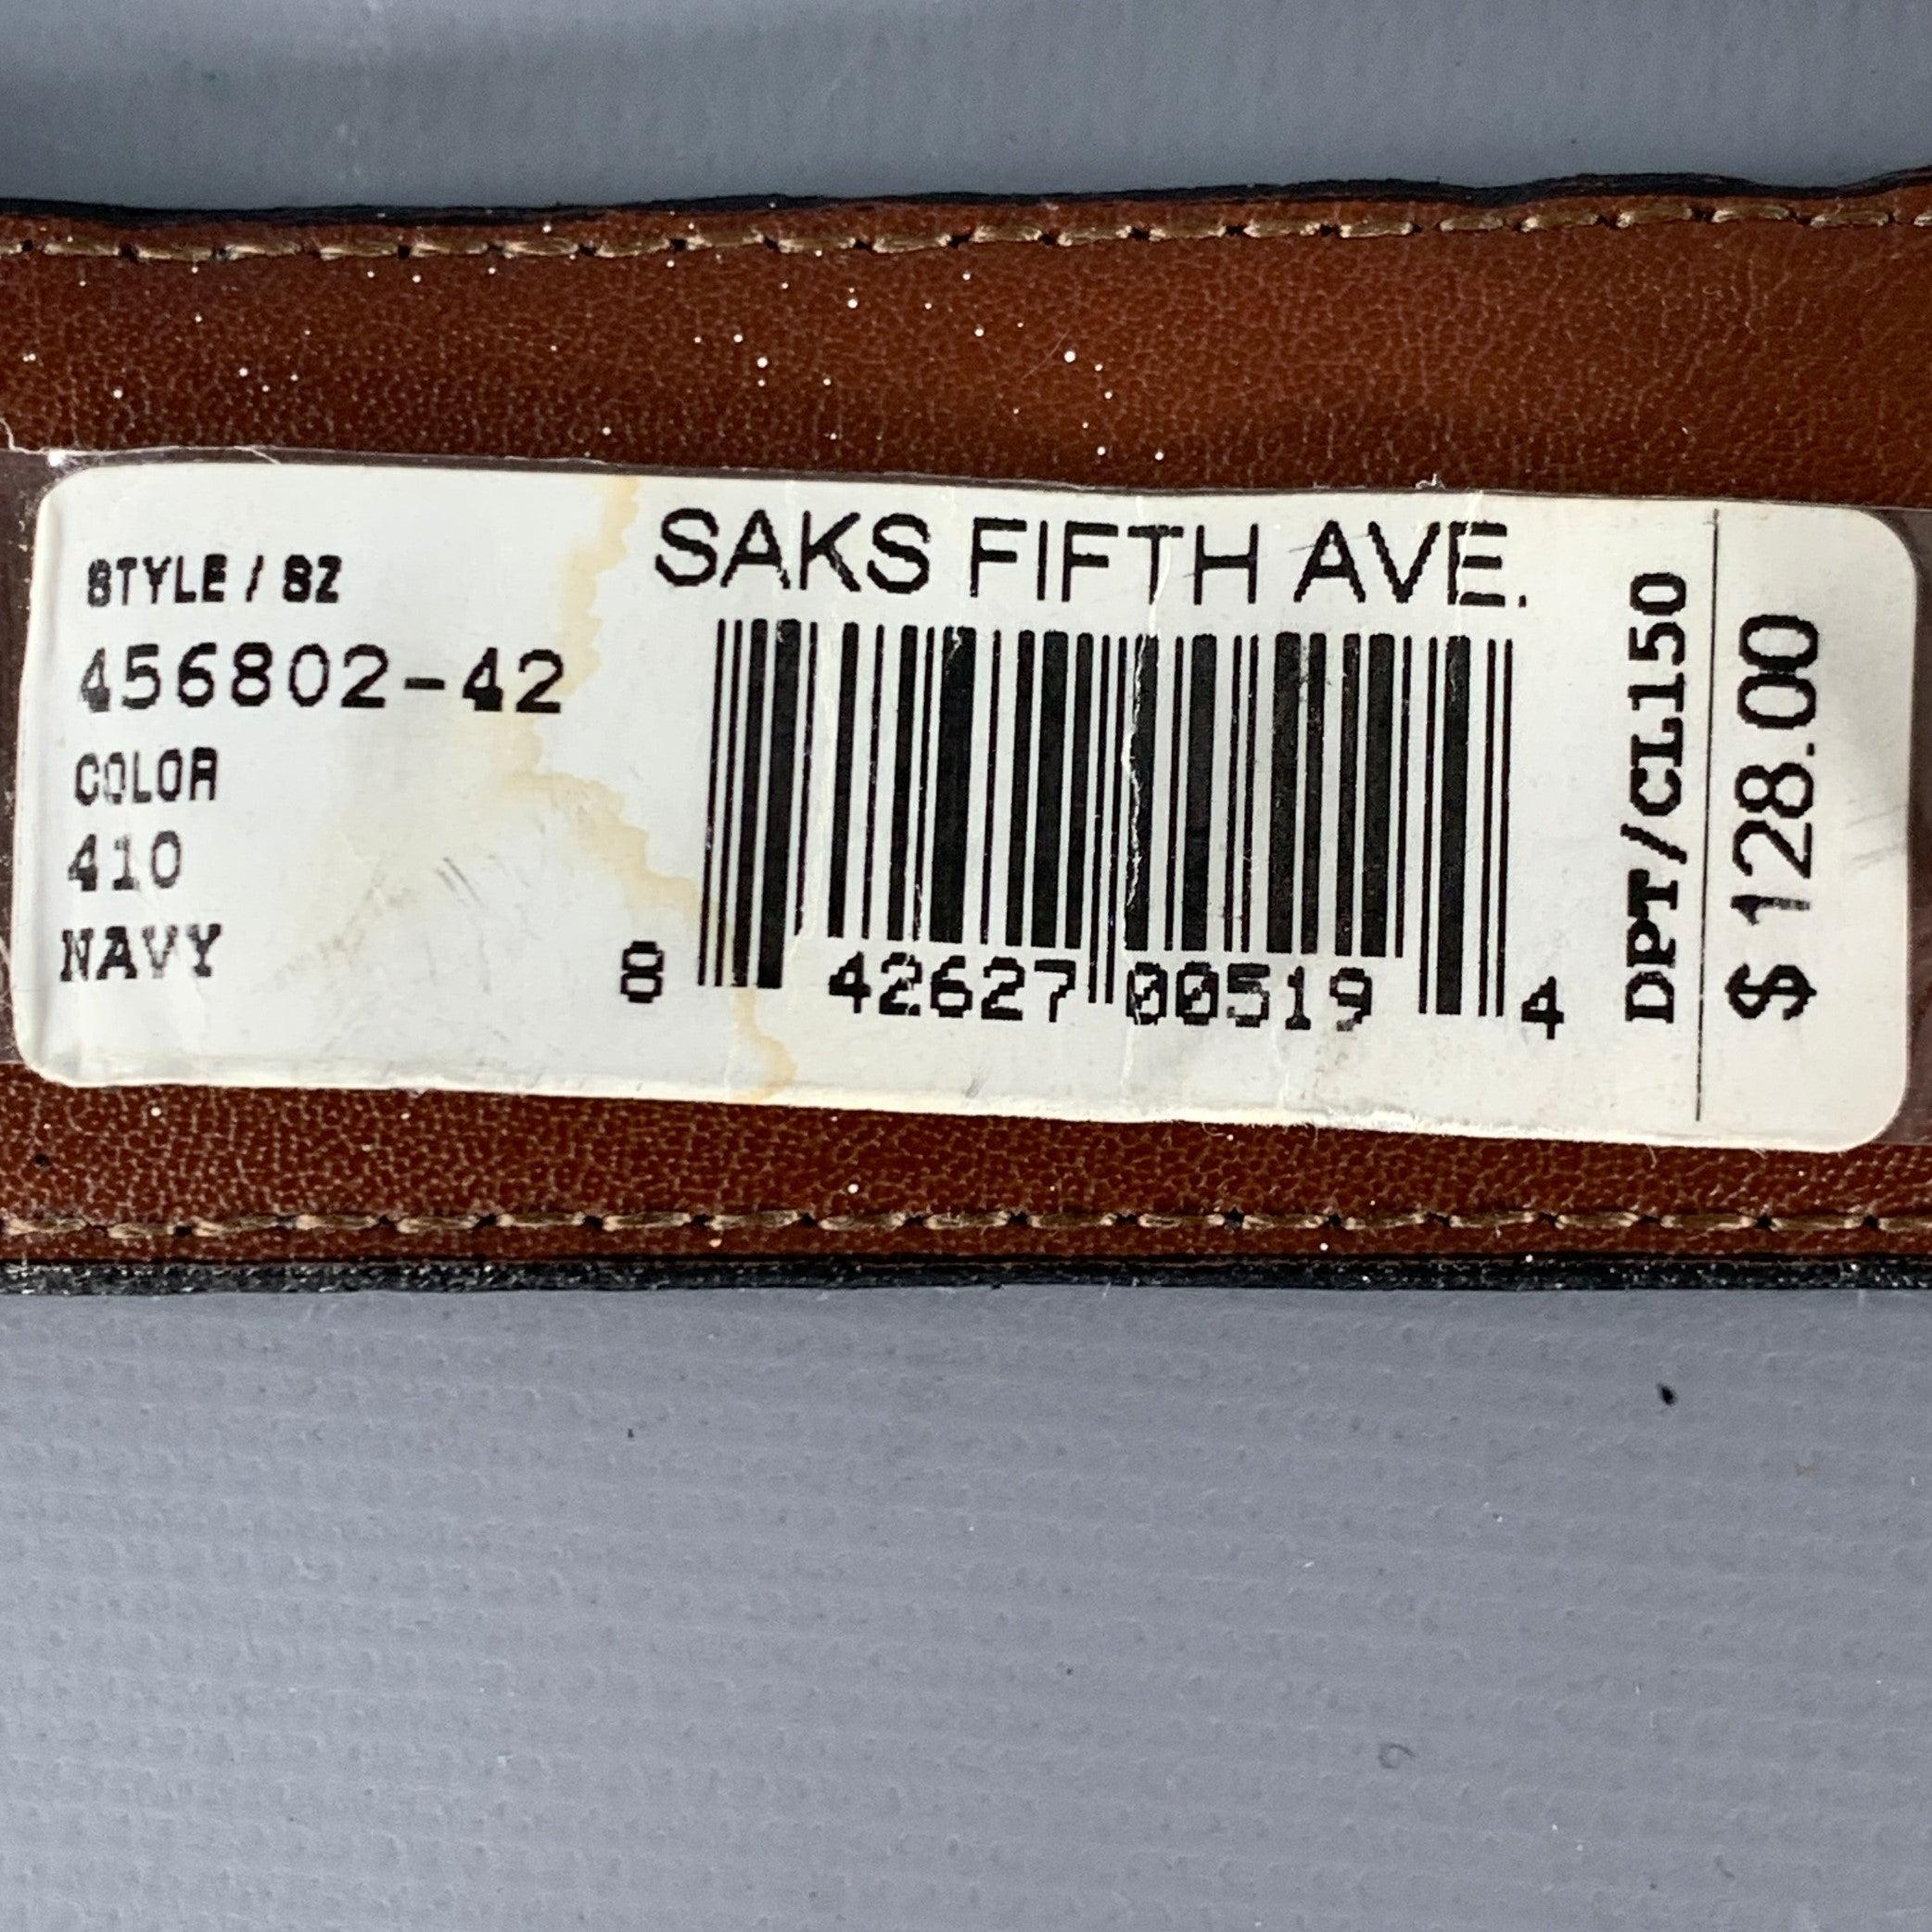 STYLE / SZ
456802-42
COLOR
410
NAVY
SAKS FIFTH AVE.
8 42627 00519 4
DPT/CL150
$ 128.00